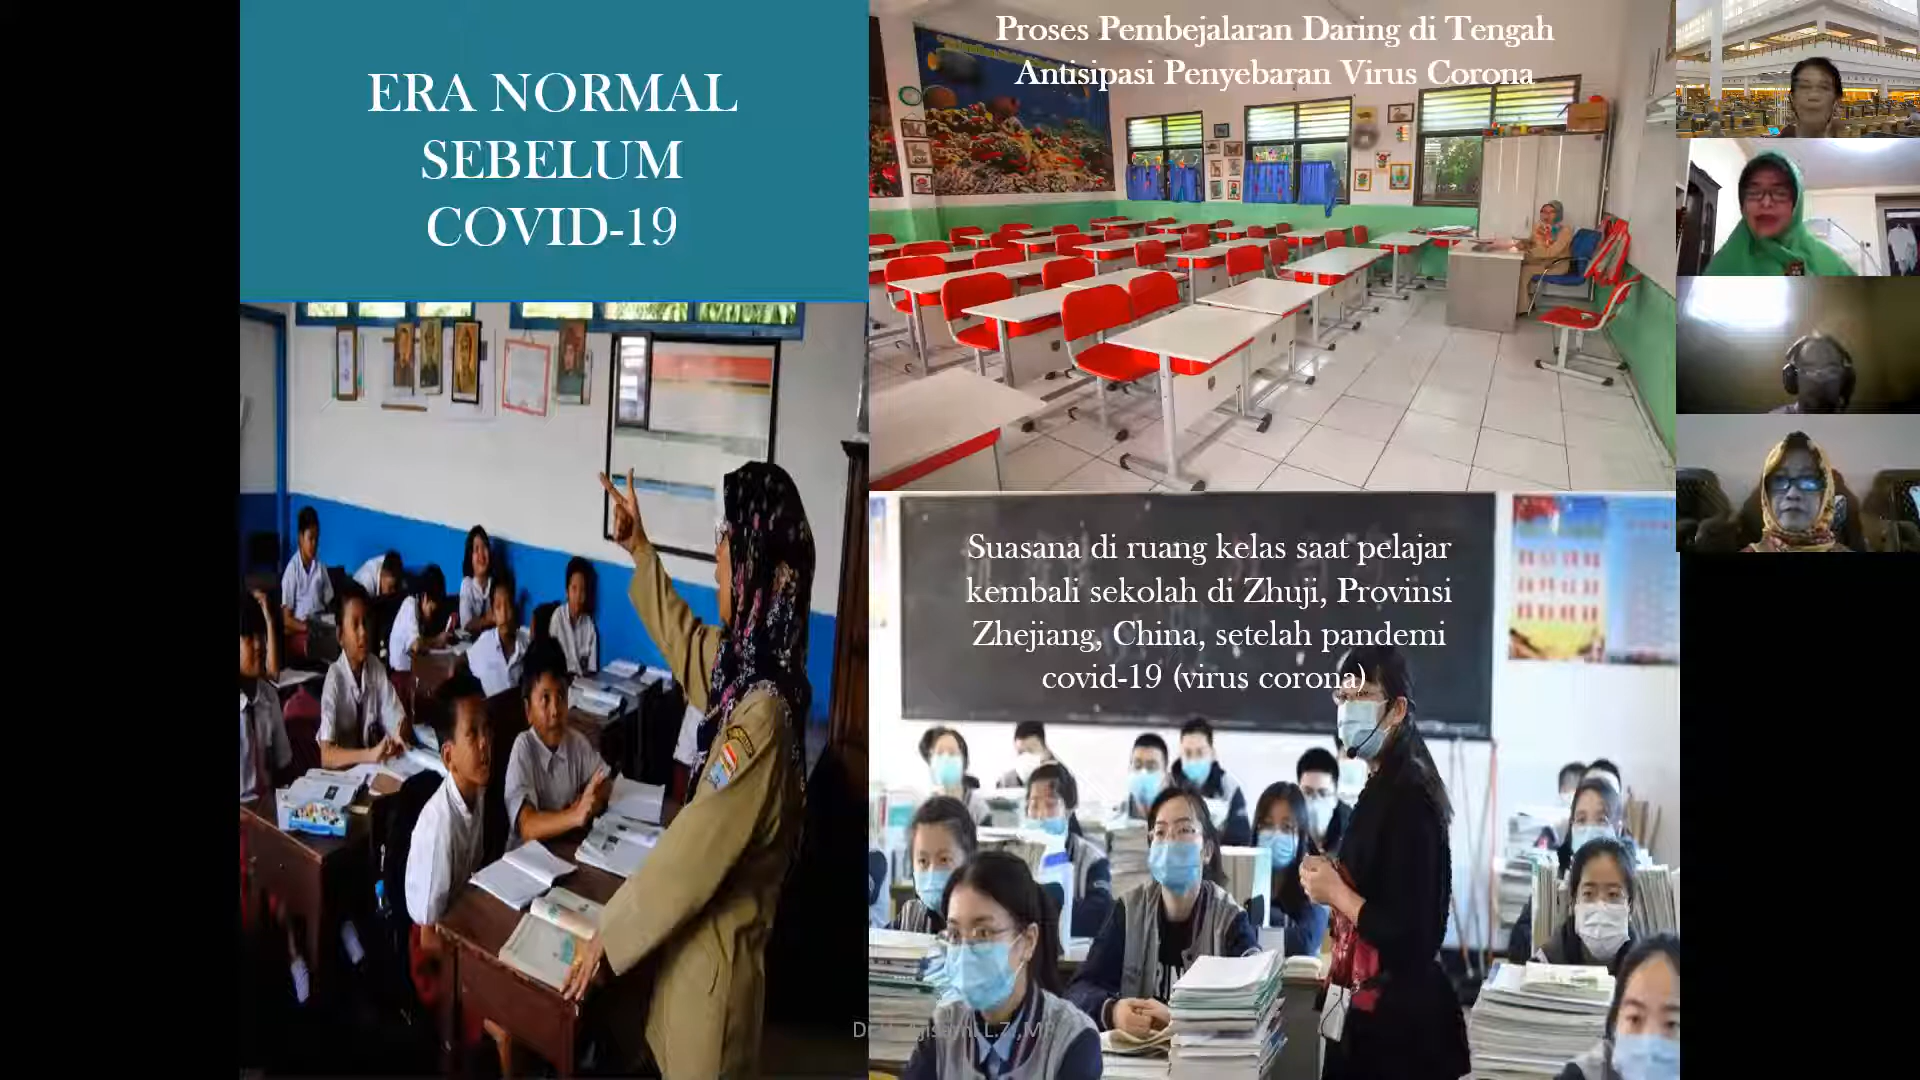 ERA NORMAL
SEBELUM
COVID-19
Proses Pembejalaran Daring di Tengah
Antisipasi Penyebaran Virus Corona
Suasana di ruang kelas saat pelajar
kembali sekolah di Zhuji, Provinsi
Zhejiang, China, setelah pandemi
covid-19 (virus corona)